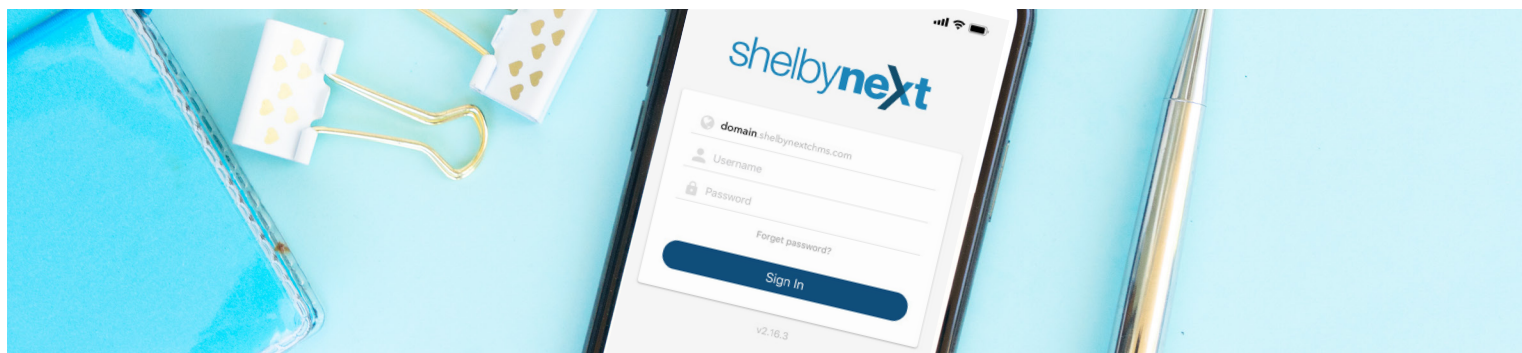 shelbynext
domain.shelbynextchms.com
Username
Password
Forget password?
Sign In
v2.16.3